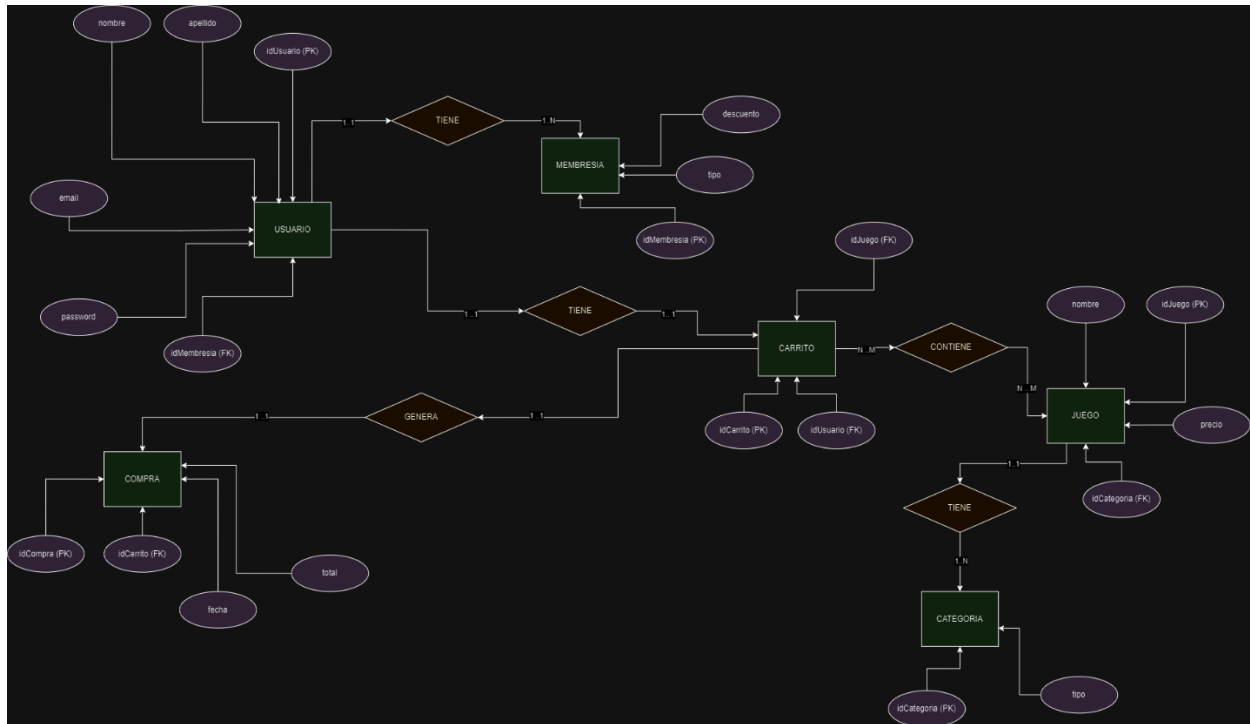 nombre
apellido
idUsuario (PK)
1..1
TIENE
1..N
descuento
MEMBRESIA
tipo
email
USUARIO
idMembresia (PK)
idJuego (FK)
password
idMembresia (FK)
1..1
TIENE
1..1
nombre
idJuego (PK)
CARRITO
N...M
CONTIENE
N...M
idCarrito (PK)
idUsuario (FK)
JUEGO
precio
1..1
GENERA
1..1
COMPRA
1..1
idCategoria (FK)
TIENE
idCompra (PK)
idCarrito (FK)
total
fecha
1..N
CATEGORIA
idCategoria (PK)
tipo